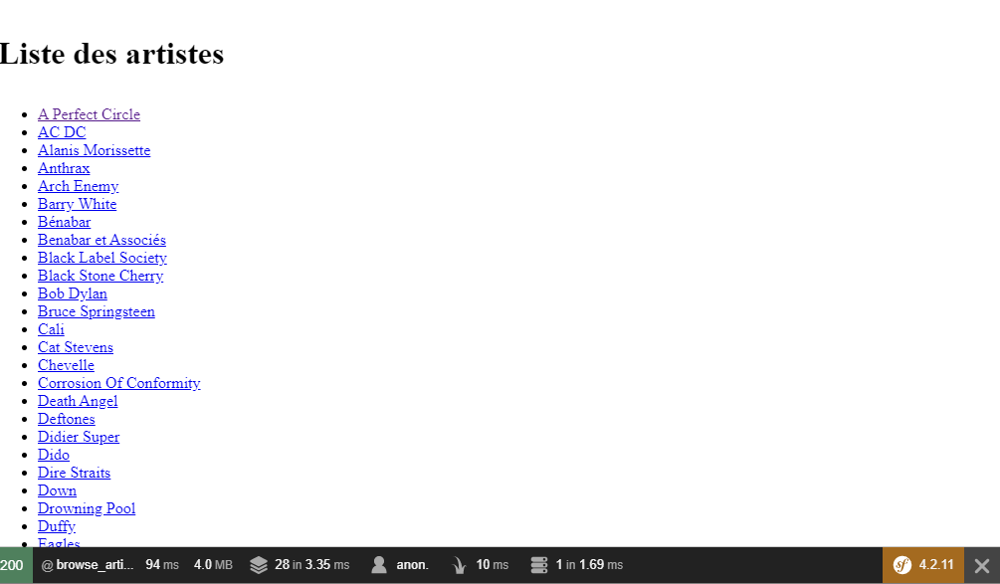 Liste des artistes
A Perfect Circle
AC DC
Alanis Morissette
Anthrax
Arch Enemy
Barry White
Bénabar
Benabar et Associés
Black Label Society
Black Stone Cherry
Bob Dylan
Bruce Springsteen
Cali
Cat Stevens
Chevelle
Corrosion Of Conformity
Death Angel
Deftones
Didier Super
Dido
Dire Straits
Down
Drowning Pool
Duffy
Eagles
200 @ browse_arti... 94 ms 4.0 MB 28 in 3.35 ms anon. 10 ms 1 in 1.69 ms sf 4.2.11